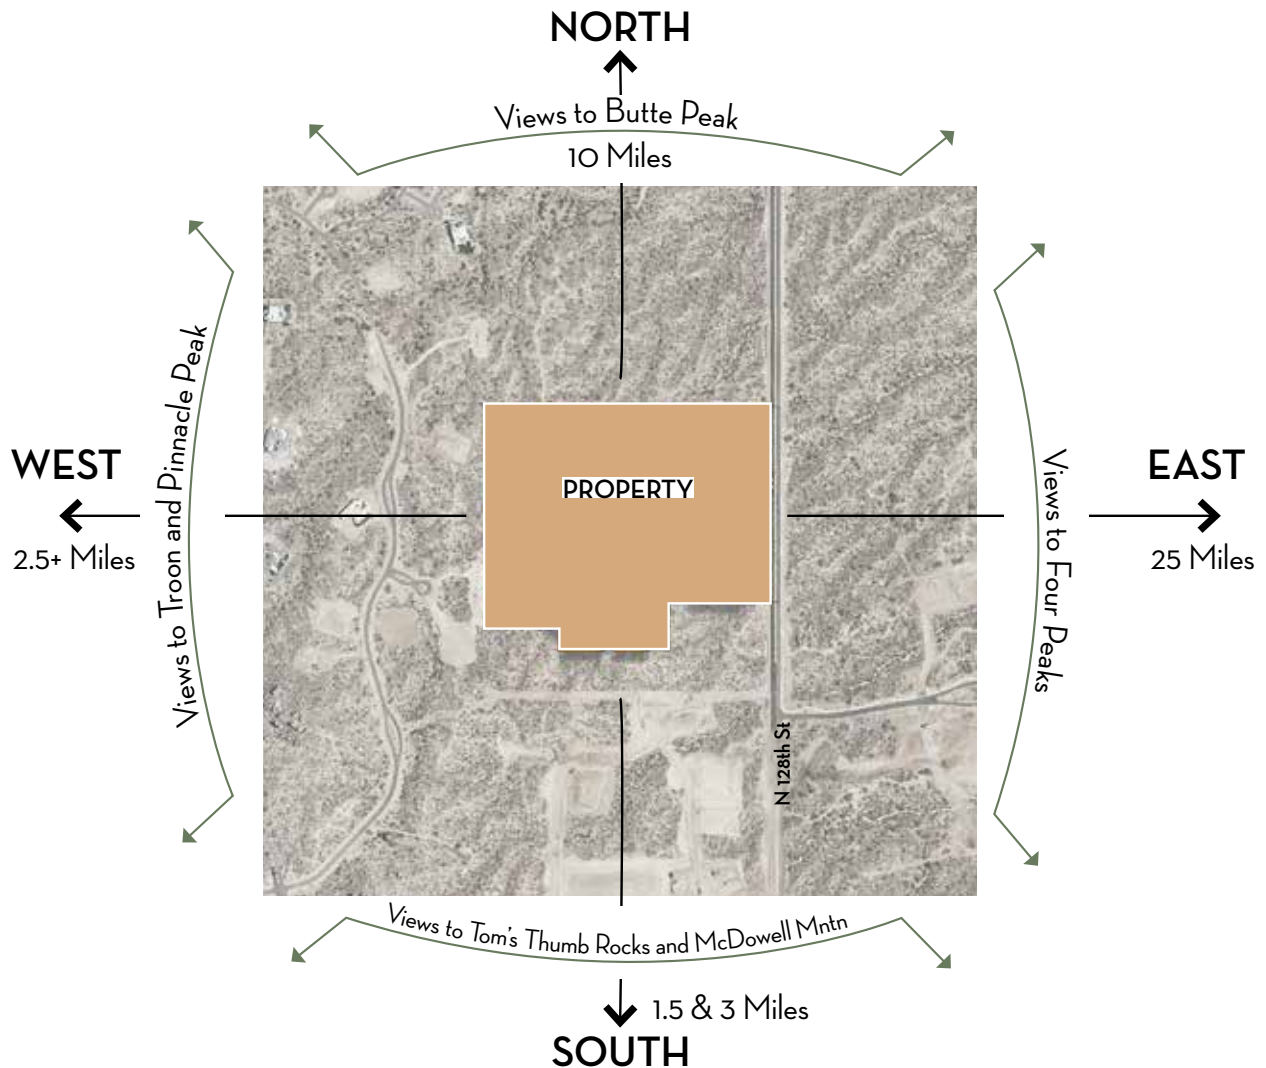 NORTH
Views to Butte Peak
10 Miles
WEST
2.5+ Miles
Views to Troon and Pinnacle Peak
PROPERTY
Views to Four Peaks
EAST
25 Miles
N 128th St
Views to Tom's Thumb Rocks and McDowell Mntn
1.5 & 3 Miles
SOUTH